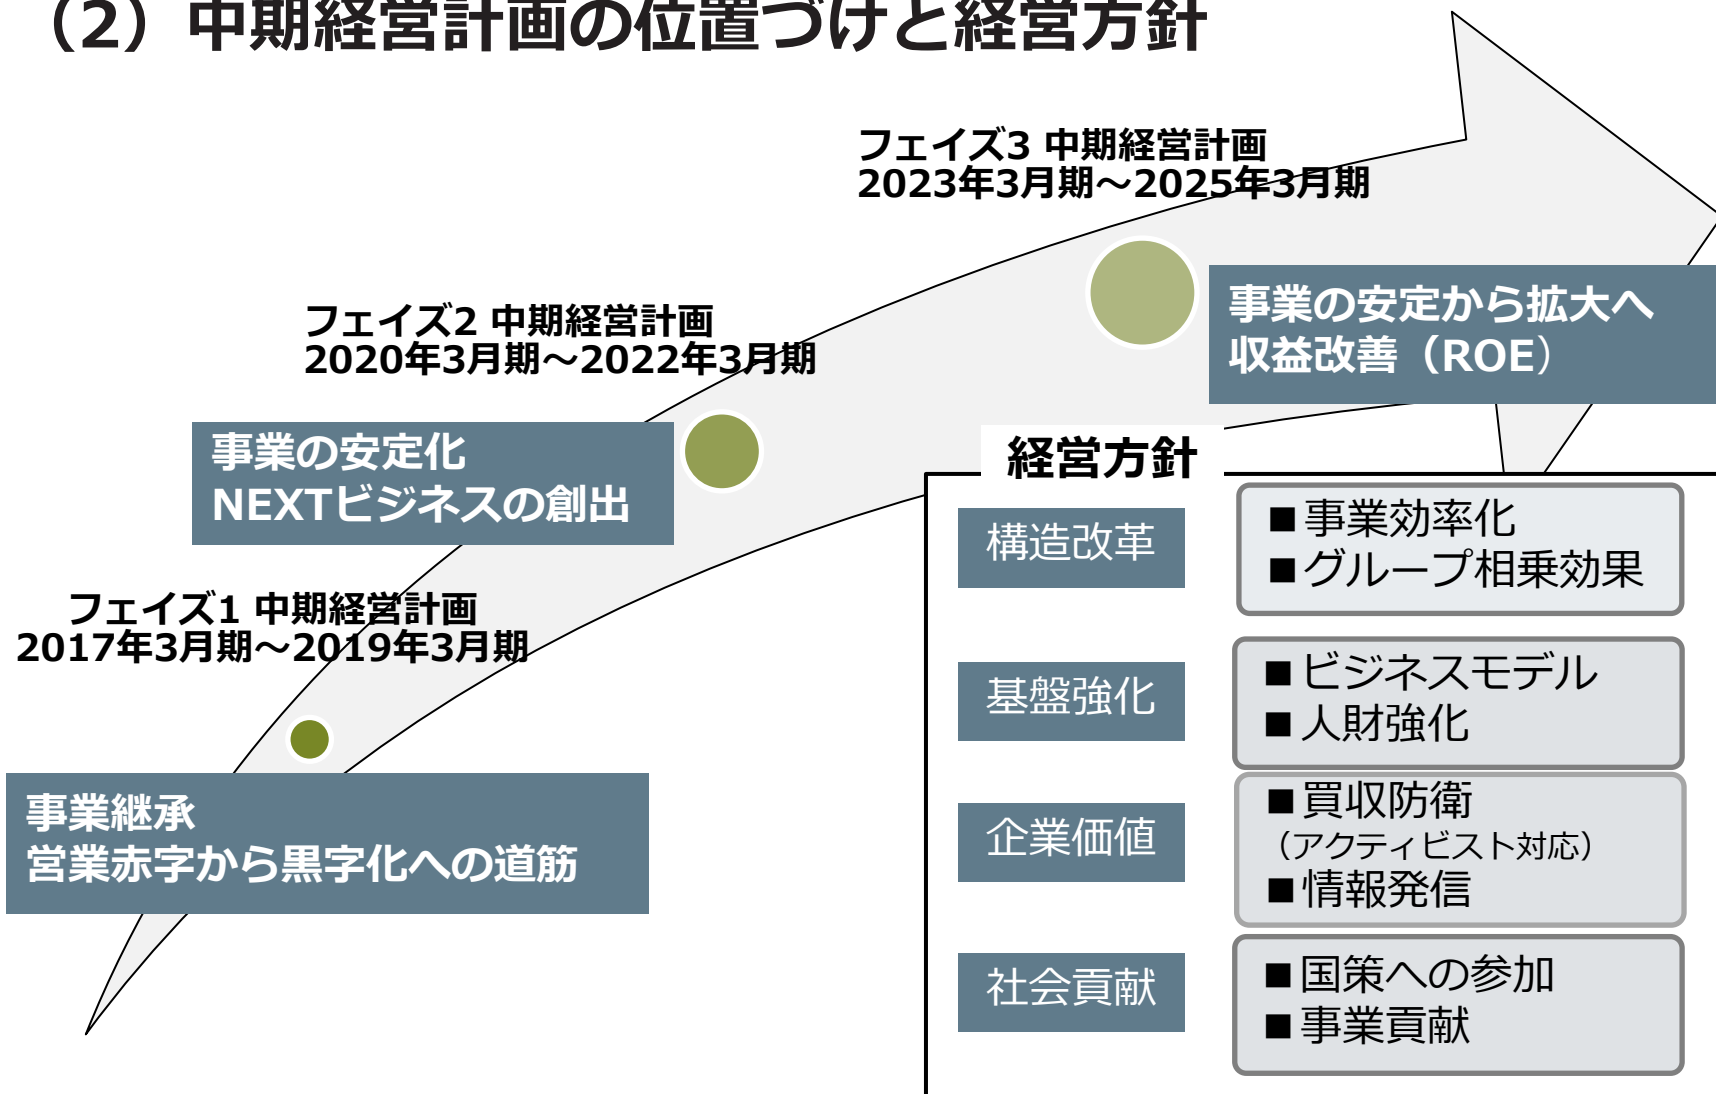 （2）中期経営計画の位置づけと経営方針
フェイズ3 中期経営計画
2023年3月期～2025年3月期
事業の安定から拡大へ
収益改善（ROE）
フェイズ2 中期経営計画
2020年3月期～2022年3月期
事業の安定化
NEXTビジネスの創出
フェイズ1 中期経営計画
2017年3月期～2019年3月期
事業継承
営業赤字から黒字化への道筋
経営方針
構造改革
■事業効率化
■グループ相乗効果
基盤強化
■ビジネスモデル
■人財強化
企業価値
■買収防衛
（アクティビスト対応）
■情報発信
社会貢献
■国策への参加
■事業貢献